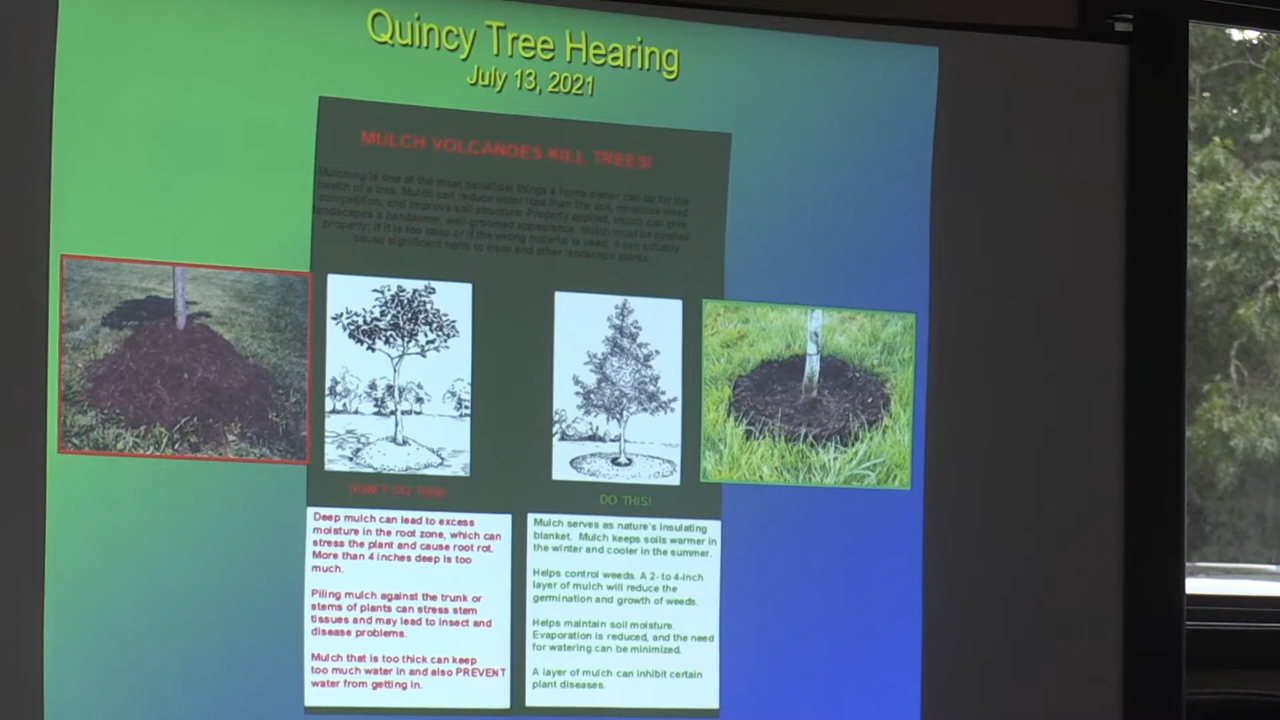 Quincy Tree Hearing
July 13, 2021
MULCH VOLCANOES KILL TREES!
Mulching is one of the most beneficial things a home owner can do for the
health of a tree. Mulch can reduce water loss from the soil, minimize weed
competition, and improve soil structure. Properly applied, mulch can give
landscapes a handsome, well-groomed appearance. Mulch must be applied
properly; if it is too deep or if the wrong material is used, it can actually
cause significant harm to trees and other landscape plants.
DON'T DO THIS!
DO THIS!
Deep mulch can lead to excess
moisture in the root zone, which can
stress the plant and cause root rot.
More than 4 inches deep is too
much.
Piling mulch against the trunk or
stems of plants can stress stem
tissues and may lead to insect and
disease problems.
Mulch that is too thick can keep
too much water in and also PREVENT
water from getting in.
Mulch serves as nature's insulating
blanket. Mulch keeps soils warmer in
the winter and cooler in the summer.
Helps control weeds. A 2- to 4-inch
layer of mulch will reduce the
germination and growth of weeds.
Helps maintain soil moisture.
Evaporation is reduced, and the need
for watering can be minimized.
A layer of mulch can inhibit certain
plant diseases.